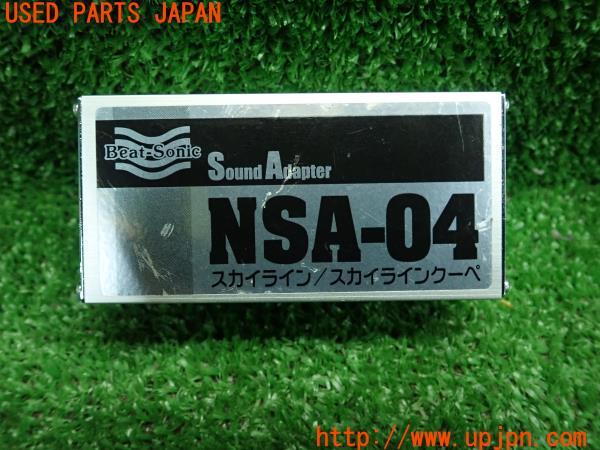 USED PARTS JAPAN
Beat-Sonic
Sound Adapter
NSA-04
スカイライン/スカイラインクーペ
http://www.upjpn.com/